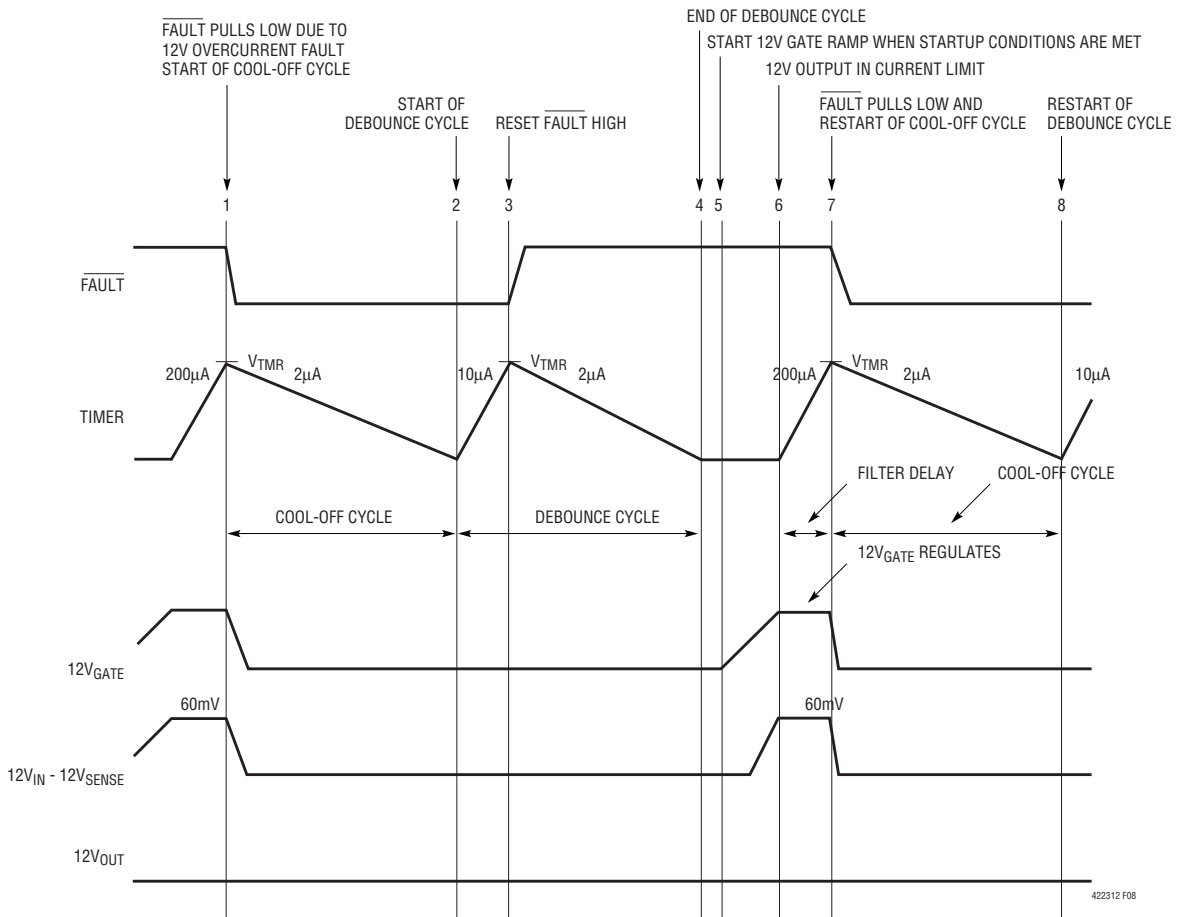 FAULT PULLS LOW DUE TO
12V OVERCURRENT FAULT
START OF COOL-OFF CYCLE
START OF
DEBOUNCE CYCLE
RESET FAULT HIGH
END OF DEBOUNCE CYCLE
START 12V GATE RAMP WHEN STARTUP CONDITIONS ARE MET
12V OUTPUT IN CURRENT LIMIT
FAULT PULLS LOW AND
RESTART OF COOL-OFF CYCLE
RESTART OF
DEBOUNCE CYCLE
1 2 3 4 5 6 7 8
FAULT
TIMER
200µA VTMR 2µA 10µA VTMR 2µA 200µA VTMR 2µA 10µA
FILTER DELAY
COOL-OFF CYCLE
COOL-OFF CYCLE
DEBOUNCE CYCLE
12VGATE REGULATES
12VGATE
60mV 60mV
12VIN - 12VSENSE
12VOUT
422312 F08